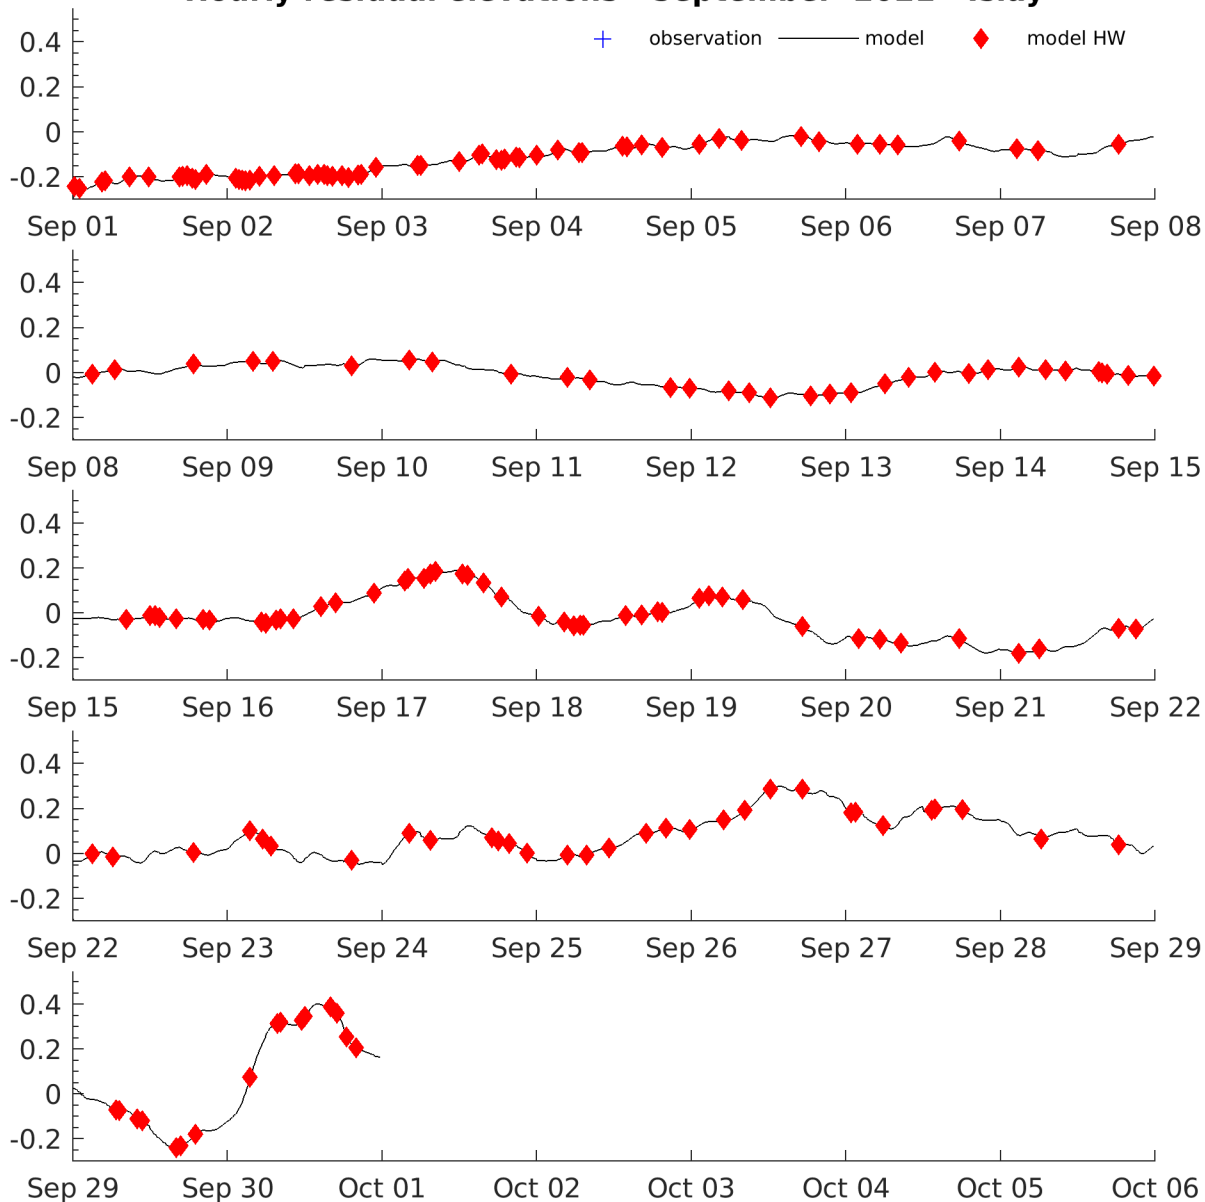 Hourly residual elevations - September 2021 - Islay
0.4
0.2
0
-0.2
observation model model HW
Sep 01 Sep 02 Sep 03 Sep 04 Sep 05 Sep 06 Sep 07 Sep 08
0.4
0.2
0
-0.2
Sep 08 Sep 09 Sep 10 Sep 11 Sep 12 Sep 13 Sep 14 Sep 15
0.4
0.2
0
-0.2
Sep 15 Sep 16 Sep 17 Sep 18 Sep 19 Sep 20 Sep 21 Sep 22
0.4
0.2
0
-0.2
Sep 22 Sep 23 Sep 24 Sep 25 Sep 26 Sep 27 Sep 28 Sep 29
0.4
0.2
0
-0.2
Sep 29 Sep 30 Oct 01 Oct 02 Oct 03 Oct 04 Oct 05 Oct 06